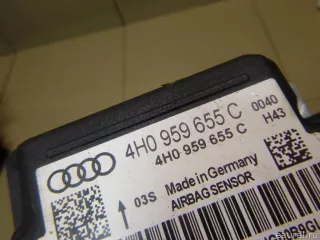 4H0 959 655 C 0040
4H0 959 655 C H43
03S Made in Germany
AIRBAG SENSOR